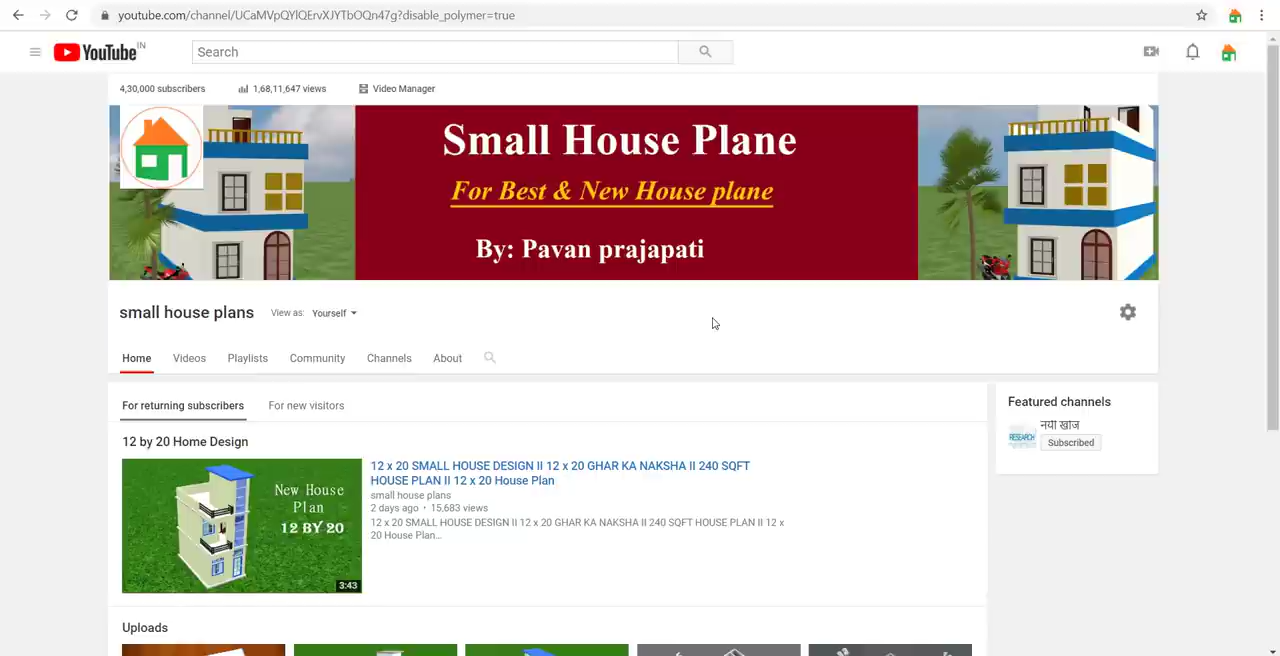 youtube.com/channel/UCaMVpQYlQErvXJYTbOQn47g?disable_polymer=true
YouTube IN
Search
4,30,000 subscribers
1,68,11,647 views
Video Manager
Small House Plane
For Best & New House plane
By: Pavan prajapati
small house plans
View as: Yourself
Home Videos Playlists Community Channels About
For returning subscribers
For new visitors
12 by 20 Home Design
New House
Plan
12 BY 20
3:43
12 x 20 SMALL HOUSE DESIGN II 12 x 20 GHAR KA NAKSHA II 240 SQFT
HOUSE PLAN II 12 x 20 House Plan
small house plans
2 days ago • 15,683 views
12 x 20 SMALL HOUSE DESIGN II 12 x 20 GHAR KA NAKSHA II 240 SQFT HOUSE PLAN II 12 x
20 House Plan...
Uploads
Featured channels
RESEARCH
नयी खोज
Subscribed